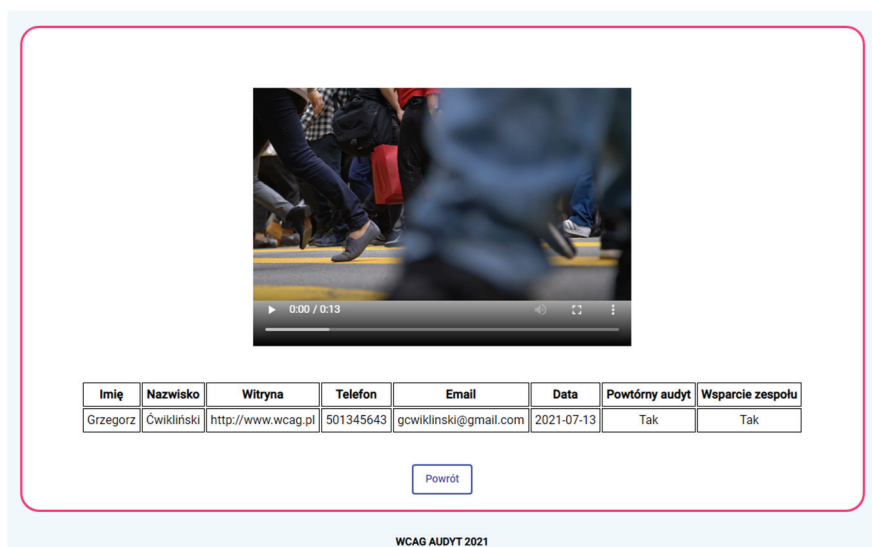 0:00 / 0:13
Imię Nazwisko Witryna Telefon Email Data Powtórny audyt Wsparcie zespołu
Grzegorz Ćwikliński http://www.wcag.pl 501345643 gcwiklinski@gmail.com 2021-07-13 Tak Tak
Powrót
WCAG AUDYT 2021